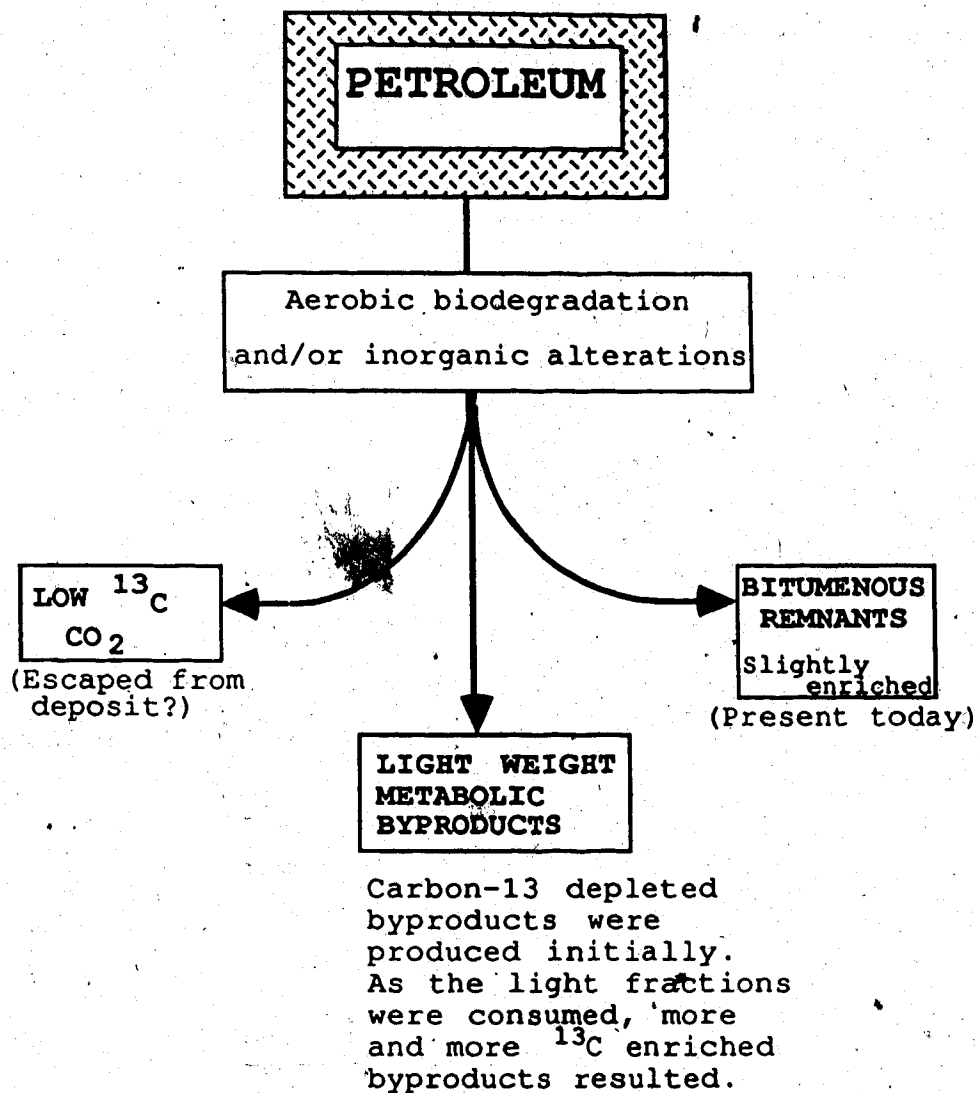 PETROLEUM
Aerobic biodegradation
and/or inorganic alterations
LOW ¹³C
CO₂
(Escaped from
deposit?)
BITUMENOUS
REMNANTS
Slightly
enriched
(Present today)
LIGHT WEIGHT
METABOLIC
BYPRODUCTS
Carbon-13 depleted
byproducts were
produced initially.
As the light fractions
were consumed, more
and more ¹³C enriched
byproducts resulted.